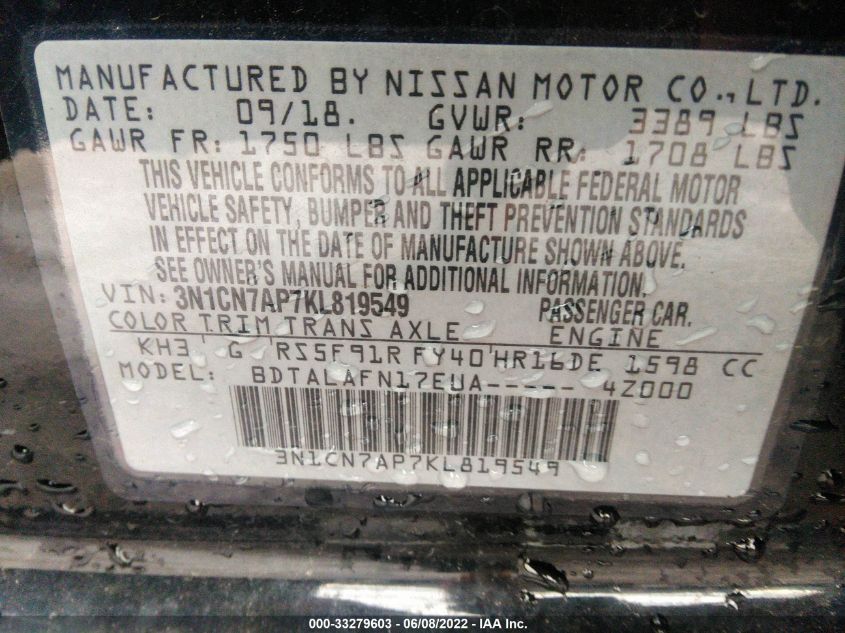 MANUFACTURED BY NISSAN MOTOR CO., LTD.
DATE: 09/18. GVWR: 3389 LBS
GAWR FR: 1750 LBS GAWR RR: 1708 LBS
THIS VEHICLE CONFORMS TO ALL APPLICABLE FEDERAL MOTOR
VEHICLE SAFETY, BUMPER AND THEFT PREVENTION STANDARDS
IN EFFECT ON THE DATE OF MANUFACTURE SHOWN ABOVE.
SEE OWNER'S MANUAL FOR ADDITIONAL INFORMATION.
VIN: 3N1CN7AP7KL819549 PASSENGER CAR.
COLOR TRIM TRANS AXLE ENGINE
KH3 G RS5F91R FY40 HR16DE 1598 CC
MODEL: BDTALAFN17EUA----- 4Z000
3N1CN7AP7KL819549
000-33279603 - 06/08/2022 - IAA Inc.